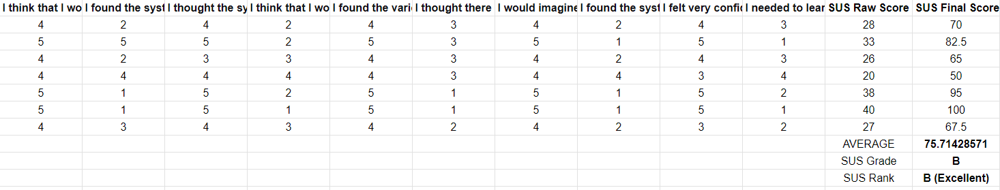 I think that I wo I found the syst I thought the sy I think that I wo I found the vari I thought there I would imagine I found the syst I felt very confid I needed to lear SUS Raw Score SUS Final Score
4 2 4 2 4 3 4 2 4 3 28 70
5 5 5 2 5 3 5 1 5 1 33 82.5
4 2 3 3 4 3 4 2 4 3 26 65
4 4 4 4 4 3 4 4 3 4 20 50
5 1 5 2 5 1 5 1 5 2 38 95
5 1 5 1 5 1 5 1 5 1 40 100
4 3 4 3 4 2 4 2 3 2 27 67.5
AVERAGE 75.71428571
SUS Grade B
SUS Rank B (Excellent)